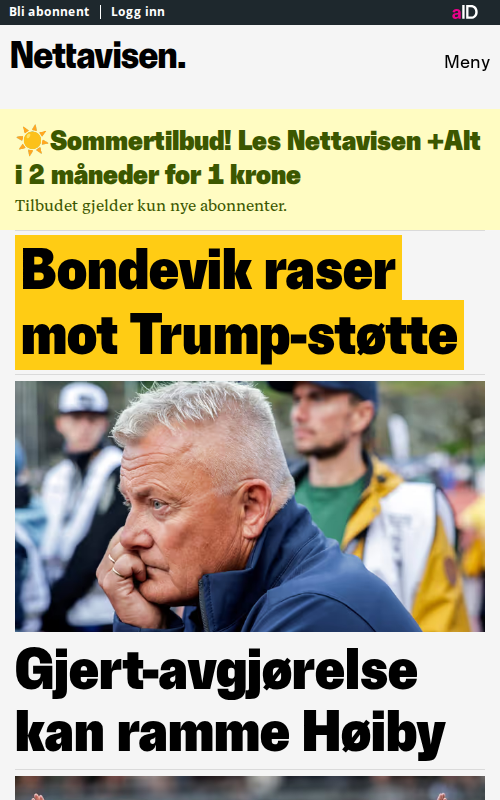 Bli abonnent | Logg inn aID
Nettavisen.
Meny
☀️Sommertilbud! Les Nettavisen +Alt
i 2 måneder for 1 krone
Tilbudet gjelder kun nye abonnenter.
Bondevik raser
mot Trump-støtte
Gjert-avgjørelse
kan ramme Høiby